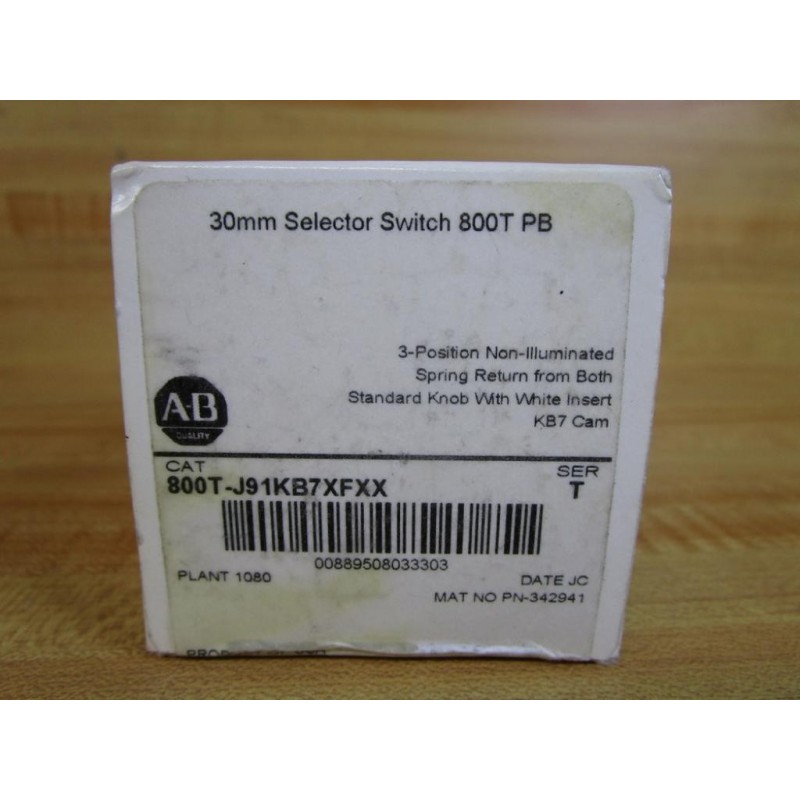 30mm Selector Switch 800T PB
3-Position Non-Illuminated
Spring Return from Both
Standard Knob With White Insert
KB7 Cam
A-B
QUALITY
CAT
SER
800T-J91KB7XFXX
T
00889508033303
PLANT 1080
DATE JC
MAT NO PN-342941